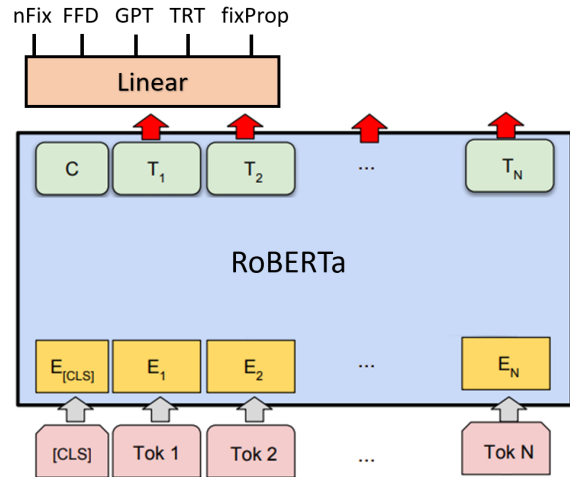 nFix FFD GPT TRT fixProp
Linear
C T1 T2 ... TN
RoBERTa
E[CLS] E1 E2 ... EN
[CLS] Tok 1 Tok 2 ... Tok N